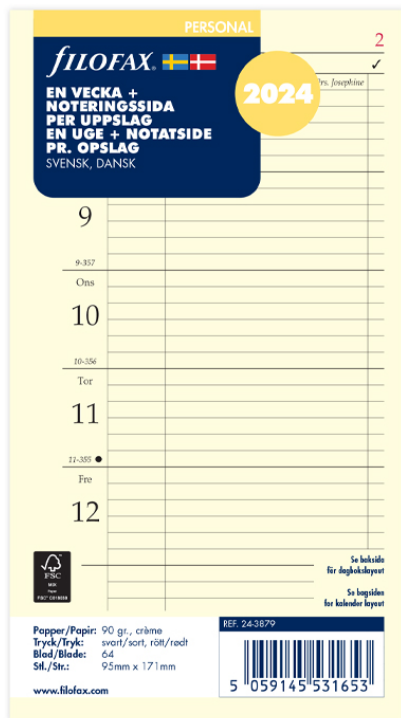 PERSONAL
fILOFAX.
EN VECKA +
NOTERINGSSIDA
PER UPPSLAG
EN UGE + NOTATSIDE
PR. OPSLAG
SVENSK, DANSK
2024
2
✓
Josephine
9
9-357
Ons
10
10-356
Tor
11
11-355
Fre
12
FSC
MIX
Se baksida
för dagbokslayout
Se bagsiden
for kalender layout
Papper/Papir: 90 gr., crème
Tryck/Tryk: svart/sort, rött/rødt
Blad/Blade: 64
Stl./Str.: 95mm x 171mm
www.filofax.com
REF. 24-3879
5 059145 531653